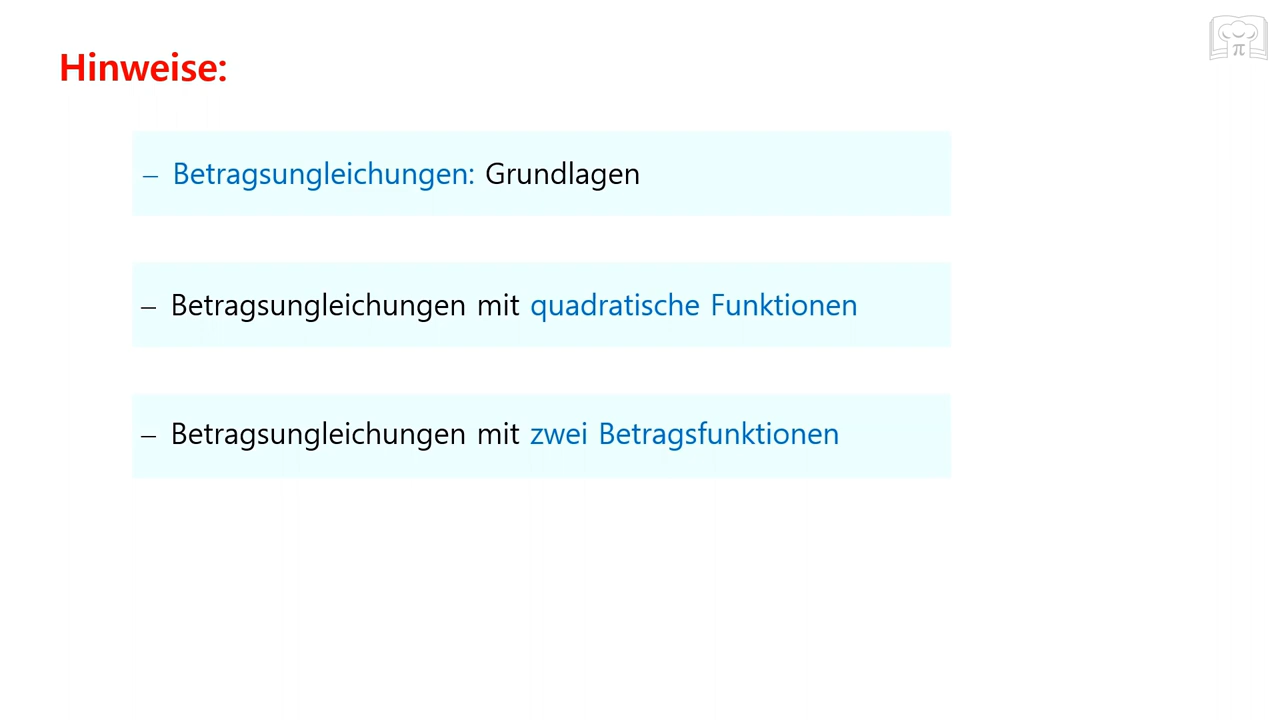 Hinweise:
– Betragsungleichungen: Grundlagen
– Betragsungleichungen mit quadratische Funktionen
– Betragsungleichungen mit zwei Betragsfunktionen
π